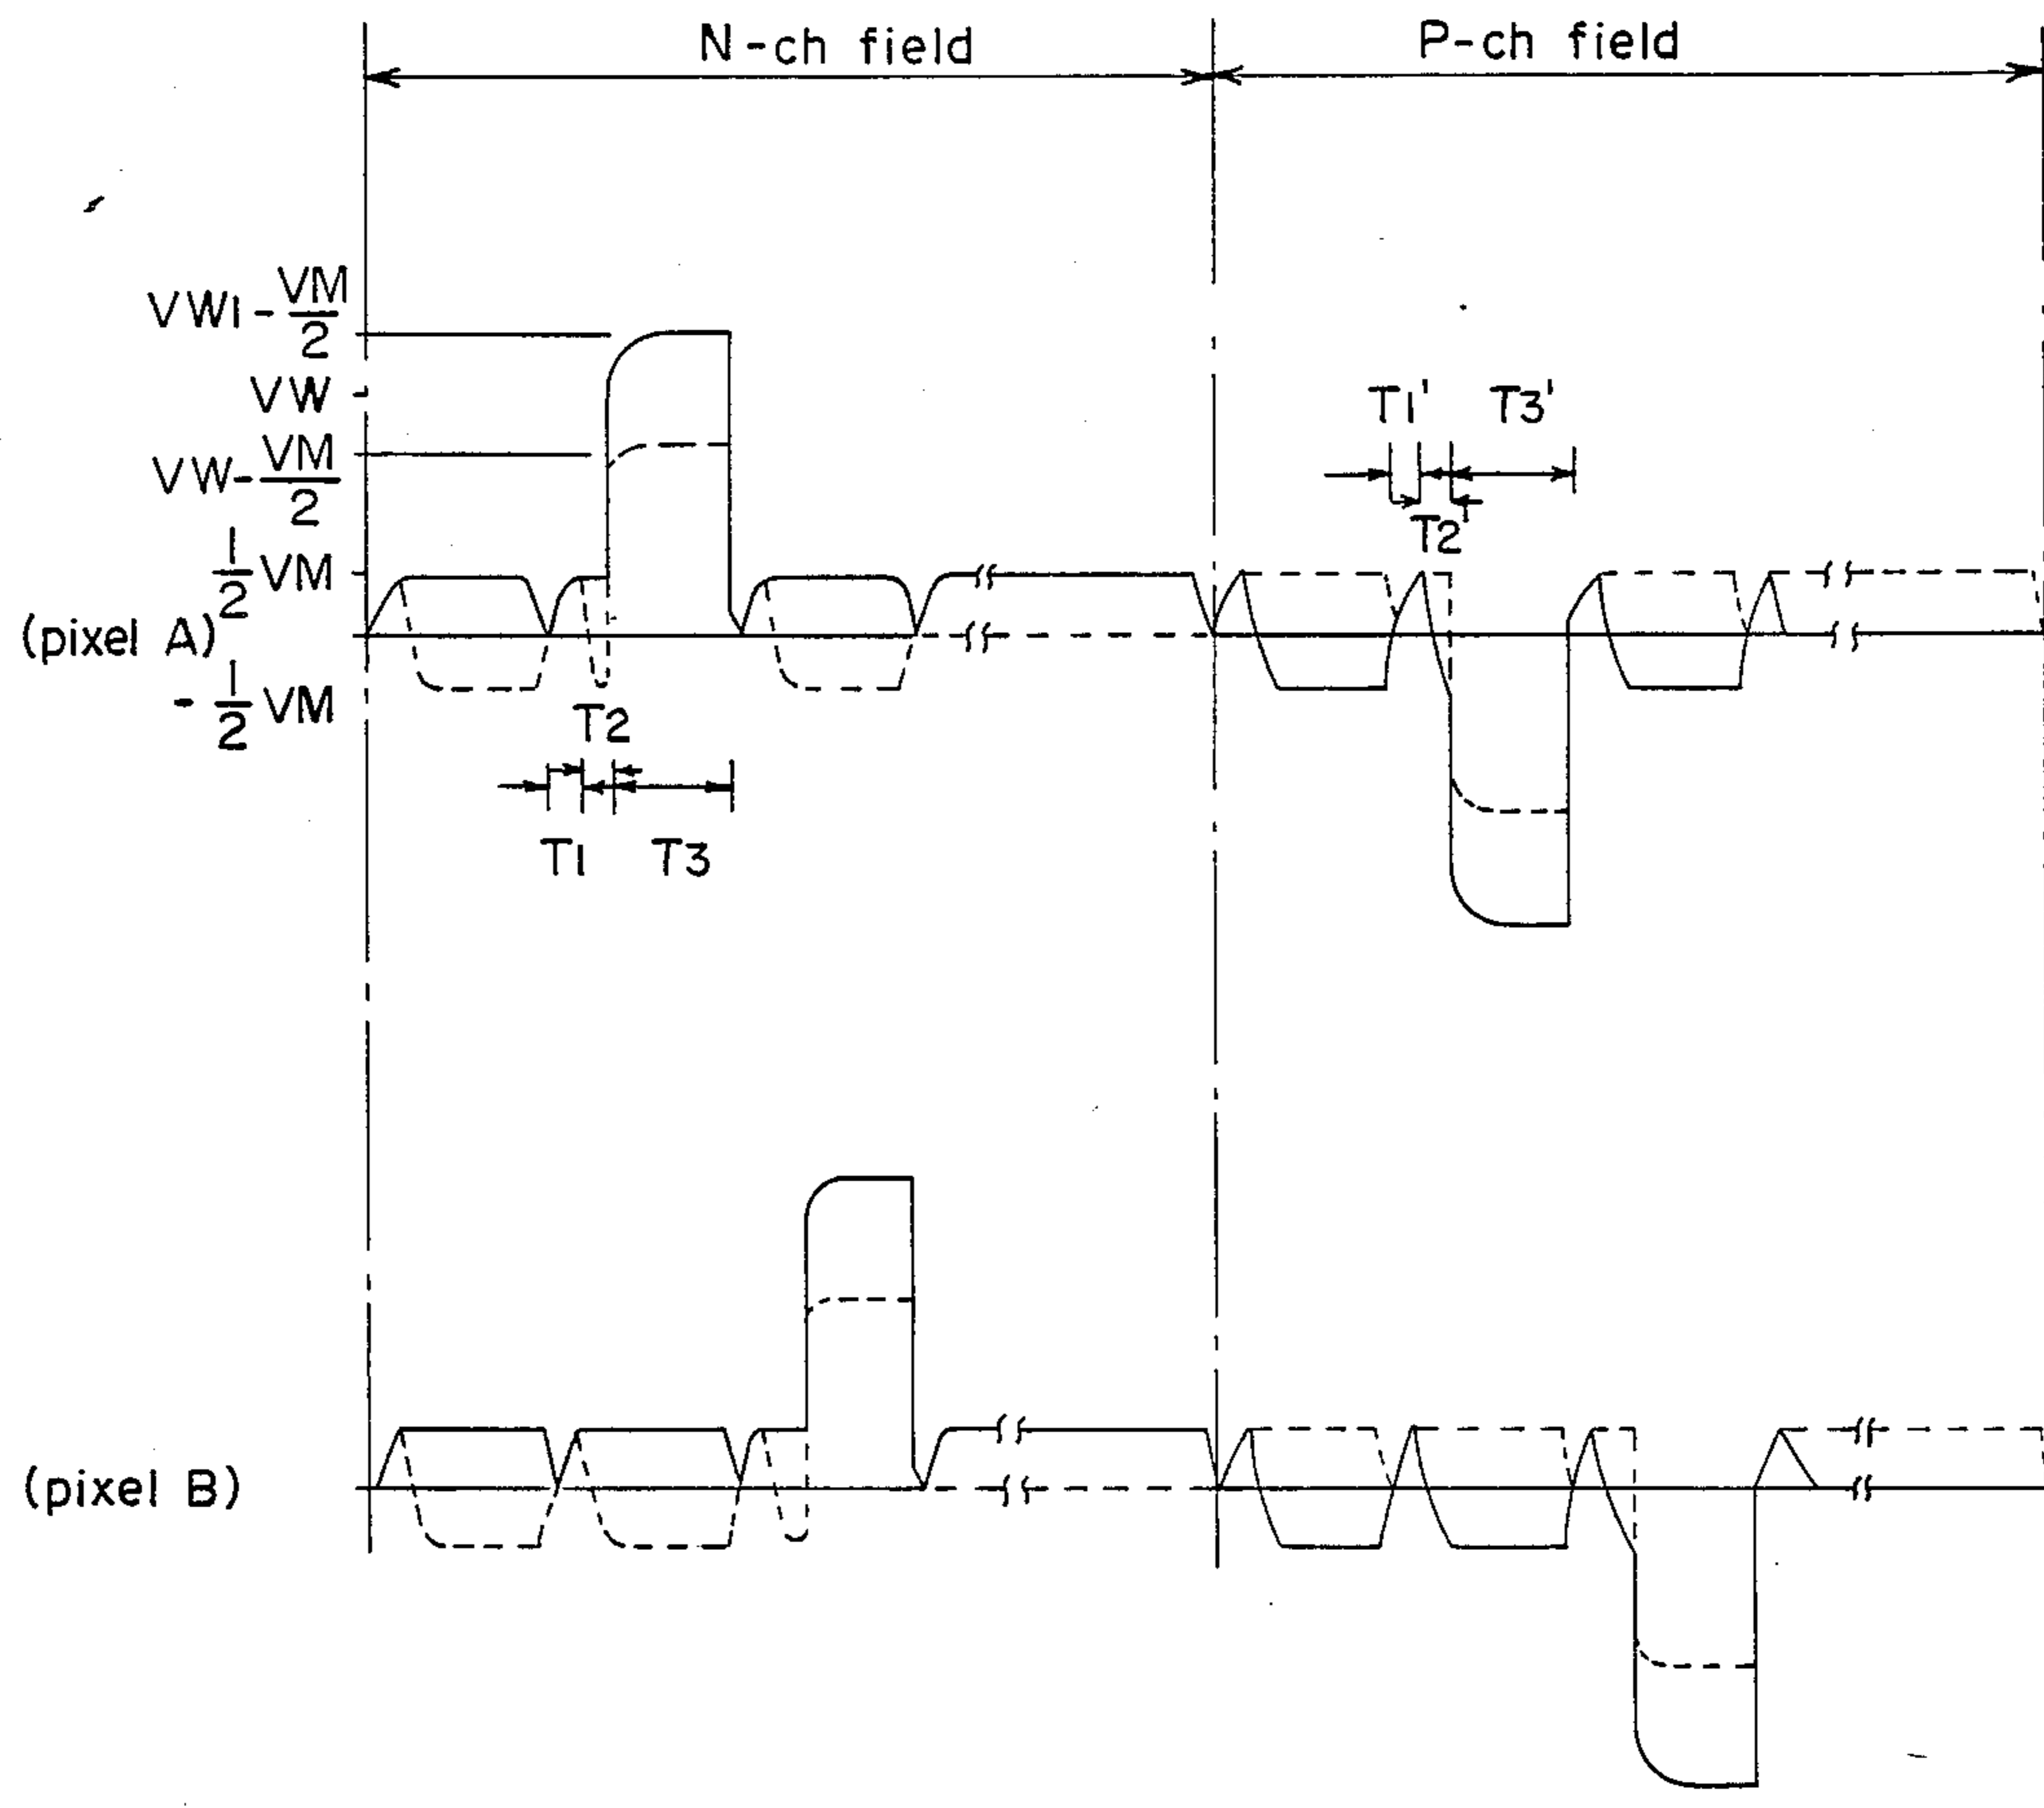 N-ch field
P-ch field
VW1-VM/2
VW
VW-VM/2
1/2 VM
(pixel A)
-1/2 VM
T1' T3'
T2'
T2
T1 T3
(pixel B)